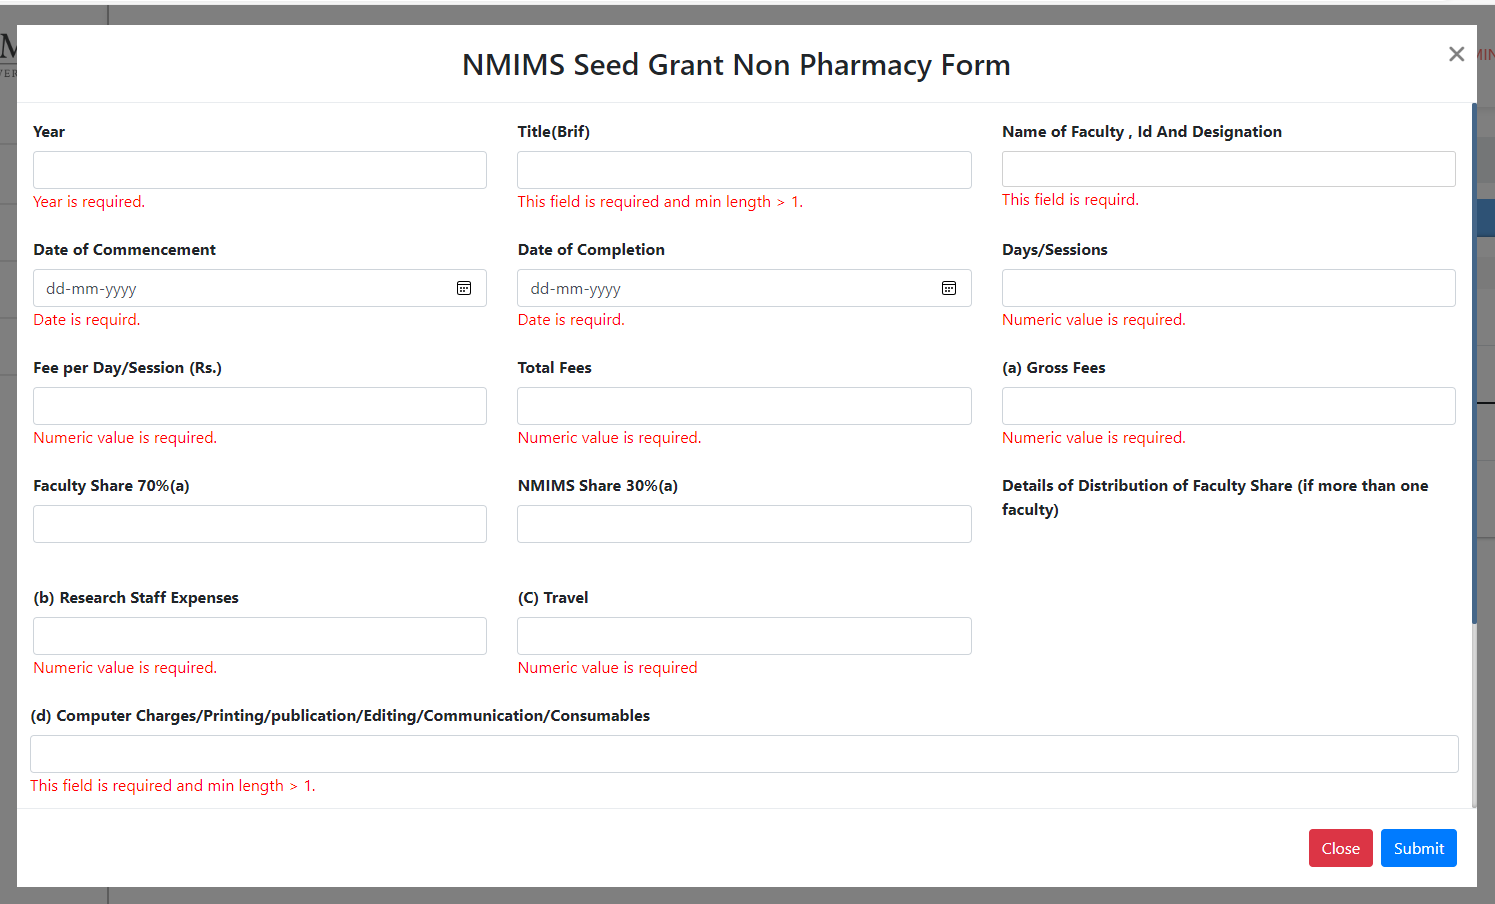 NMIMS Seed Grant Non Pharmacy Form
Year
Title(Brif)
Name of Faculty , Id And Designation
Year is required.
This field is required and min length > 1.
This field is requird.
Date of Commencement
Date of Completion
Days/Sessions
dd-mm-yyyy
dd-mm-yyyy
Date is requird.
Date is requird.
Numeric value is required.
Fee per Day/Session (Rs.)
Total Fees
(a) Gross Fees
Numeric value is required.
Numeric value is required.
Numeric value is required.
Faculty Share 70%(a)
NMIMS Share 30%(a)
Details of Distribution of Faculty Share (if more than one
faculty)
(b) Research Staff Expenses
(C) Travel
Numeric value is required.
Numeric value is required
(d) Computer Charges/Printing/publication/Editing/Communication/Consumables
This field is required and min length > 1.
Close
Submit